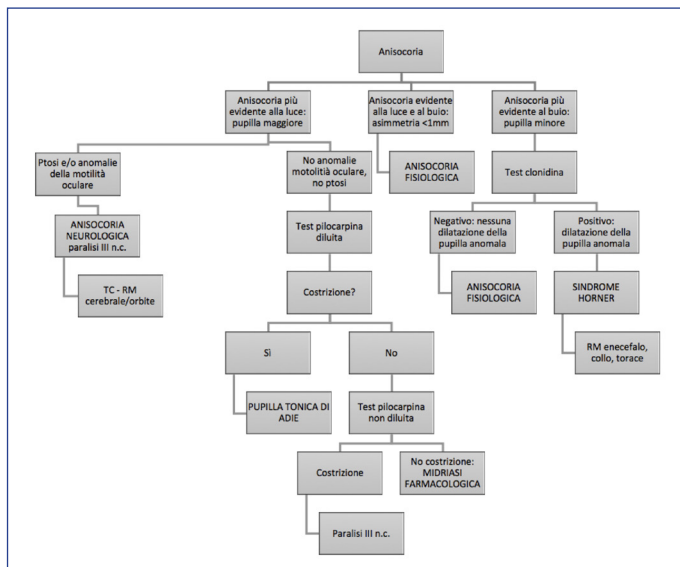 Anisocoria
Anisocoria più
evidente alla luce:
pupilla maggiore
Anisocoria evidente
alla luce e al buio:
asimmetria <1mm
Anisocoria più
evidente al buio:
pupilla minore
Ptosi e/o anomalie
della motilità
oculare
No anomalie
motolitià oculare,
no ptosi
ANISOCORIA
FISIOLOGICA
Test clonidina
ANISOCORIA
NEUROLOGICA
paralisi III n.c.
Test pilocarpina
diluita
Negativo: nessuna
dilatazione della
pupilla anomala
Positivo:
dilatazione della
pupilla anomala
TC - RM
cerebrale/orbite
Costrizione?
ANISOCORIA
FISIOLOGICA
SINDROME
HORNER
Sì
No
RM enecefalo,
collo, torace
PUPILLA TONICA DI
ADIE
Test pilocarpina
non diluita
Costrizione
No costrizione:
MIDRIASI
FARMACOLOGICA
Paralisi III n.c.